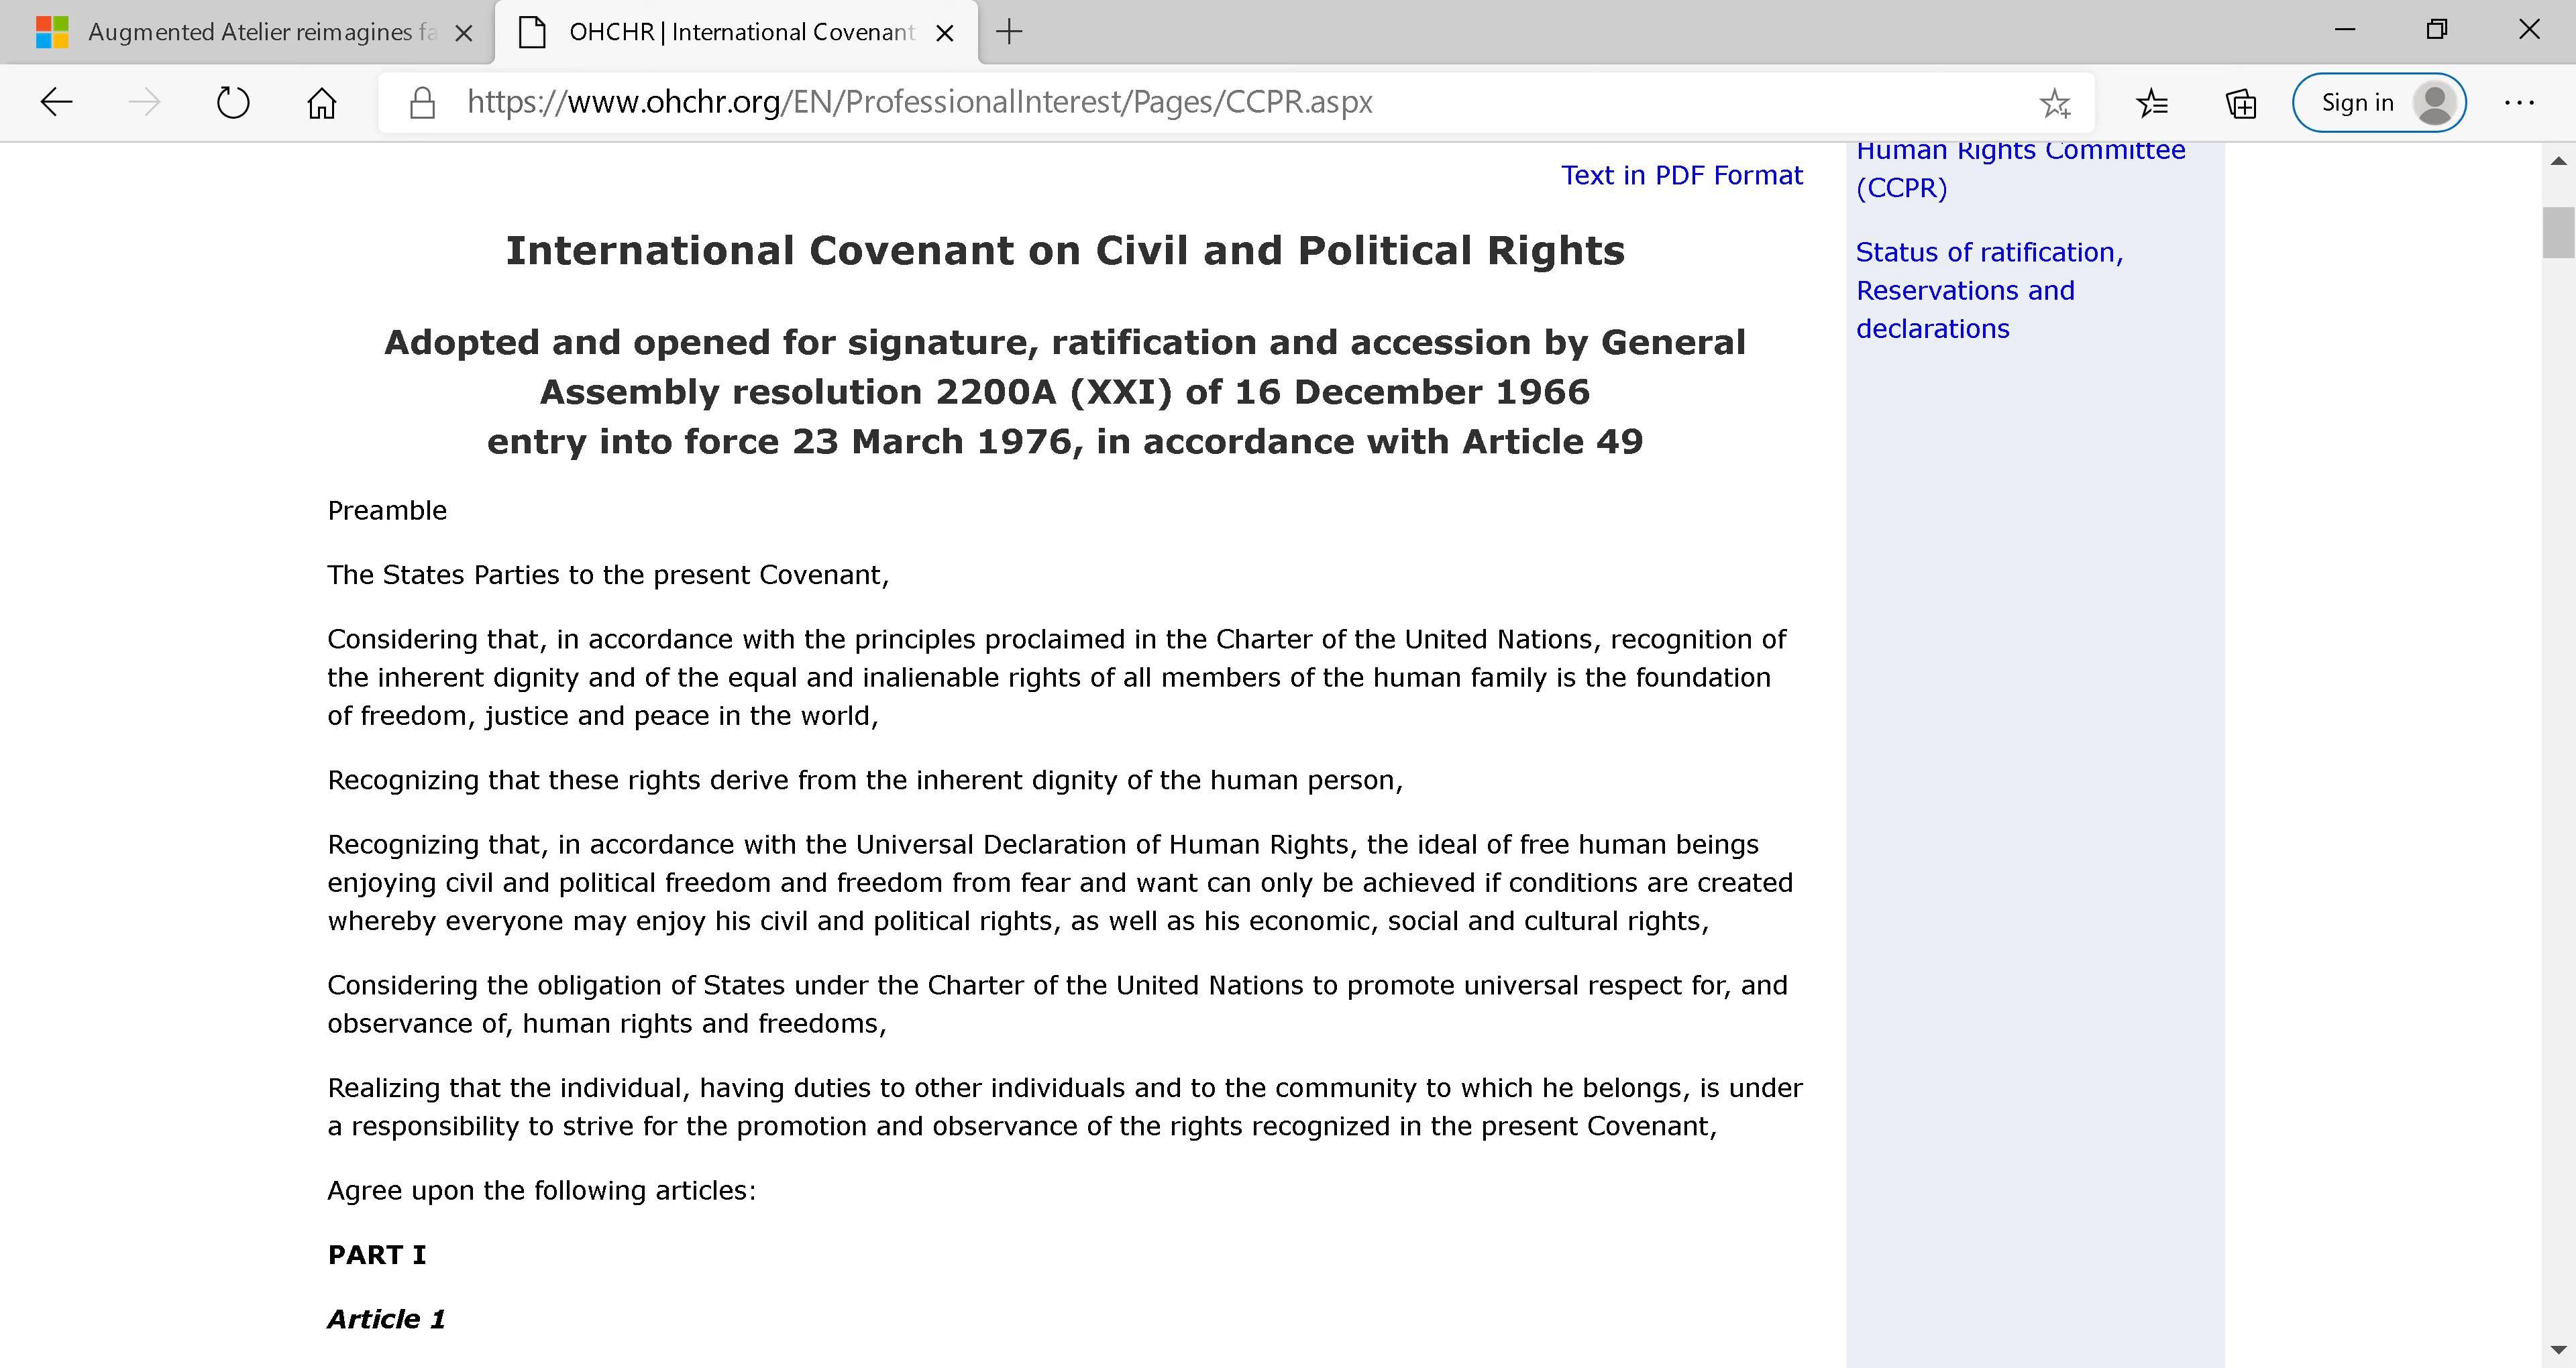 Augmented Atelier reimagines fa
OHCHR | International Covenant
https://www.ohchr.org/EN/ProfessionalInterest/Pages/CCPR.aspx
Sign in
Text in PDF Format
Human Rights Committee
(CCPR)
Status of ratification,
Reservations and
declarations
International Covenant on Civil and Political Rights
Adopted and opened for signature, ratification and accession by General
Assembly resolution 2200A (XXI) of 16 December 1966
entry into force 23 March 1976, in accordance with Article 49
Preamble
The States Parties to the present Covenant,
Considering that, in accordance with the principles proclaimed in the Charter of the United Nations, recognition of
the inherent dignity and of the equal and inalienable rights of all members of the human family is the foundation
of freedom, justice and peace in the world,
Recognizing that these rights derive from the inherent dignity of the human person,
Recognizing that, in accordance with the Universal Declaration of Human Rights, the ideal of free human beings
enjoying civil and political freedom and freedom from fear and want can only be achieved if conditions are created
whereby everyone may enjoy his civil and political rights, as well as his economic, social and cultural rights,
Considering the obligation of States under the Charter of the United Nations to promote universal respect for, and
observance of, human rights and freedoms,
Realizing that the individual, having duties to other individuals and to the community to which he belongs, is under
a responsibility to strive for the promotion and observance of the rights recognized in the present Covenant,
Agree upon the following articles:
PART I
Article 1